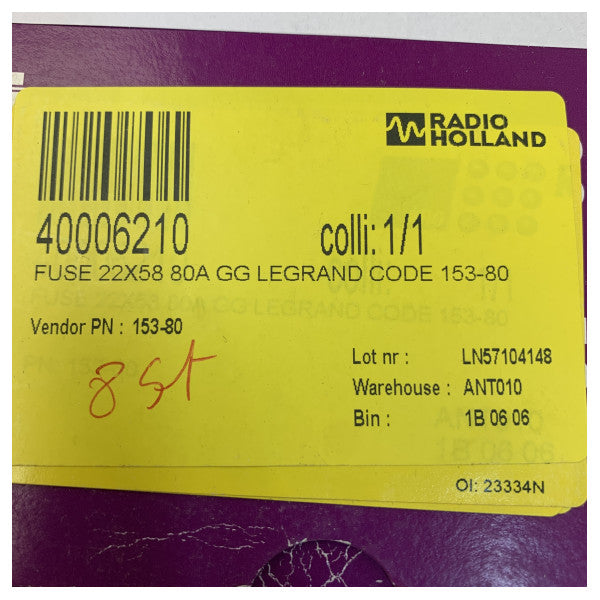 RADIO
HOLLAND
40006210 colli: 1/1
FUSE 22X58 80A GG LEGRAND CODE 153-80
Vendor PN : 153-80
8 St
Lot nr : LN57104148
Warehouse : ANT010
Bin : 1B 06 06
OI: 23334N